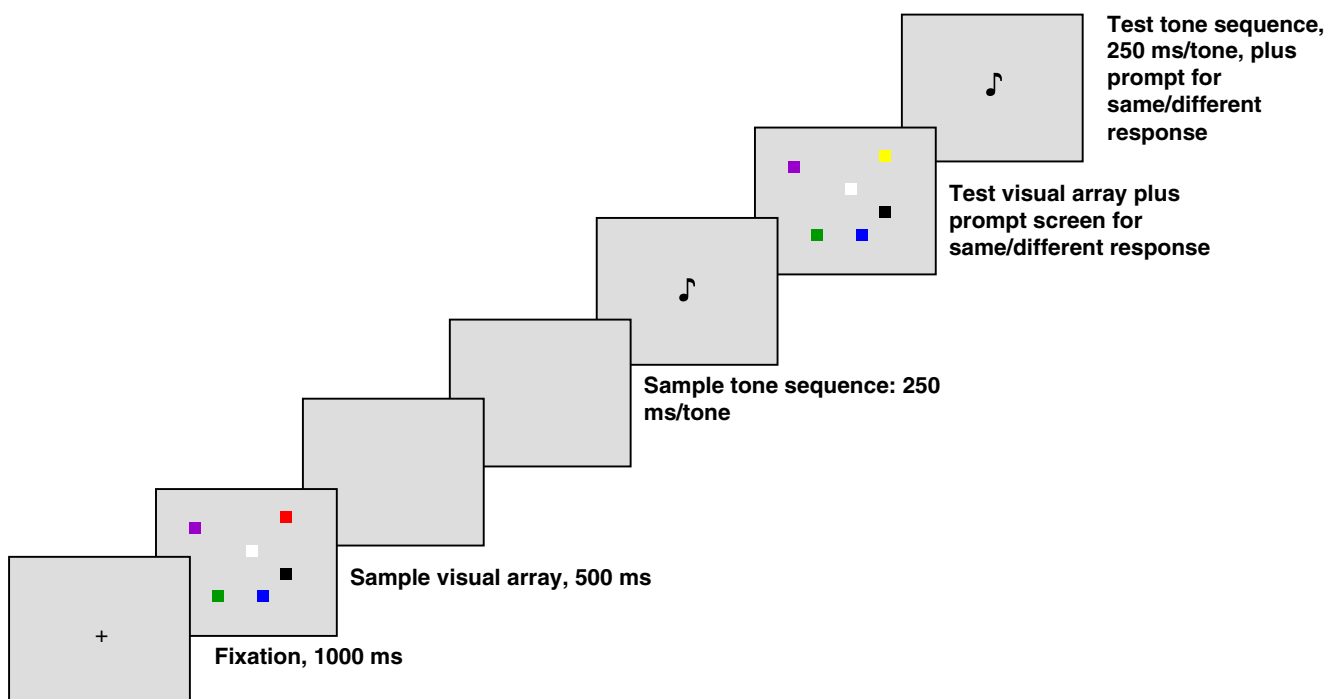 Test tone sequence,
250 ms/tone, plus
prompt for
same/different
response
Test visual array plus
prompt screen for
same/different response
Sample tone sequence: 250
ms/tone
Sample visual array, 500 ms
Fixation, 1000 ms